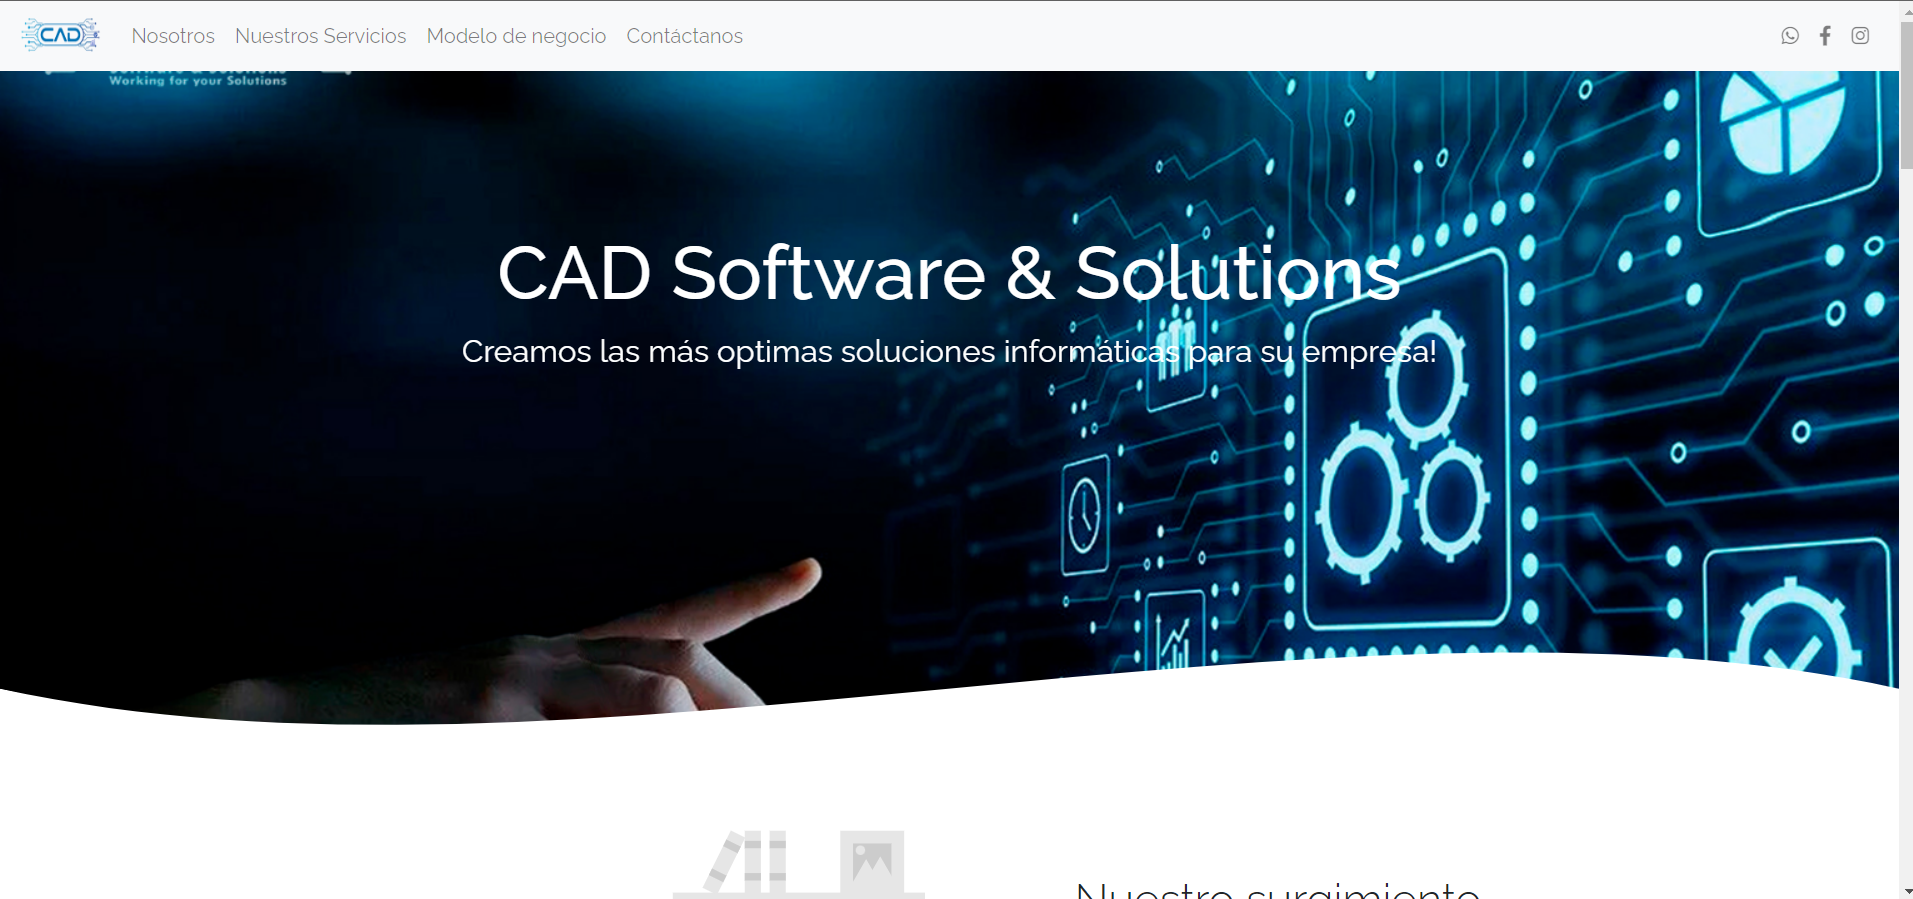 CAD
Nosotros
Nuestros Servicios
Modelo de negocio
Contáctanos
Working for your Solutions
CAD Software & Solutions
Creamos las más optimas soluciones informáticas para su empresa!
Nuestro surgimiento